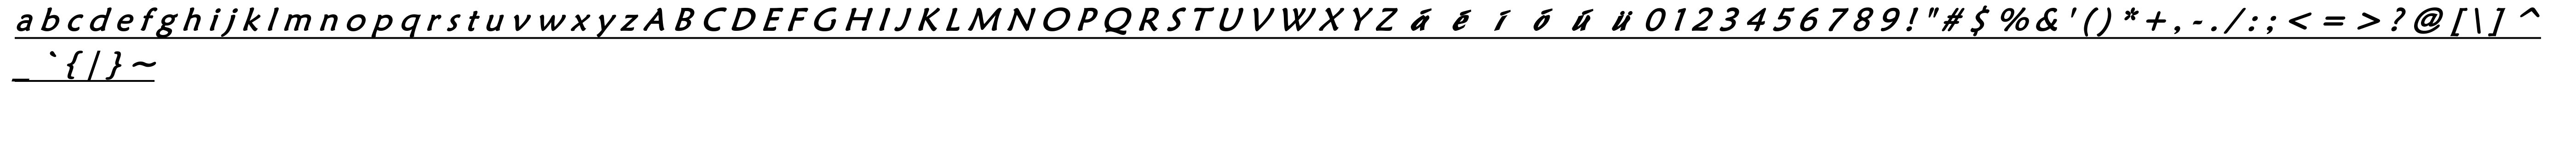 a b c d e f g h i j k l m n o p q r s t u v w x y z A B C D E F G H I J K L M N O P Q R S T U V W X Y Z á é í ó ú ü 0 1 2 3 4 5 6 7 8 9 ! " # $ % & ' ( ) * + , - . / : ; < = > ? @ [ \ ] ^
_ ` { | } ~